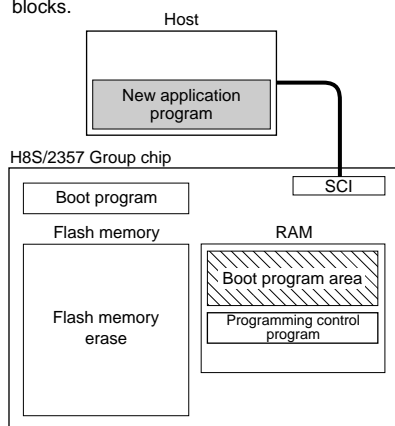 blocks.
Host
New application
program
H8S/2357 Group chip
SCI
Boot program
Flash memory
RAM
Boot program area
Flash memory
erase
Programming control
program